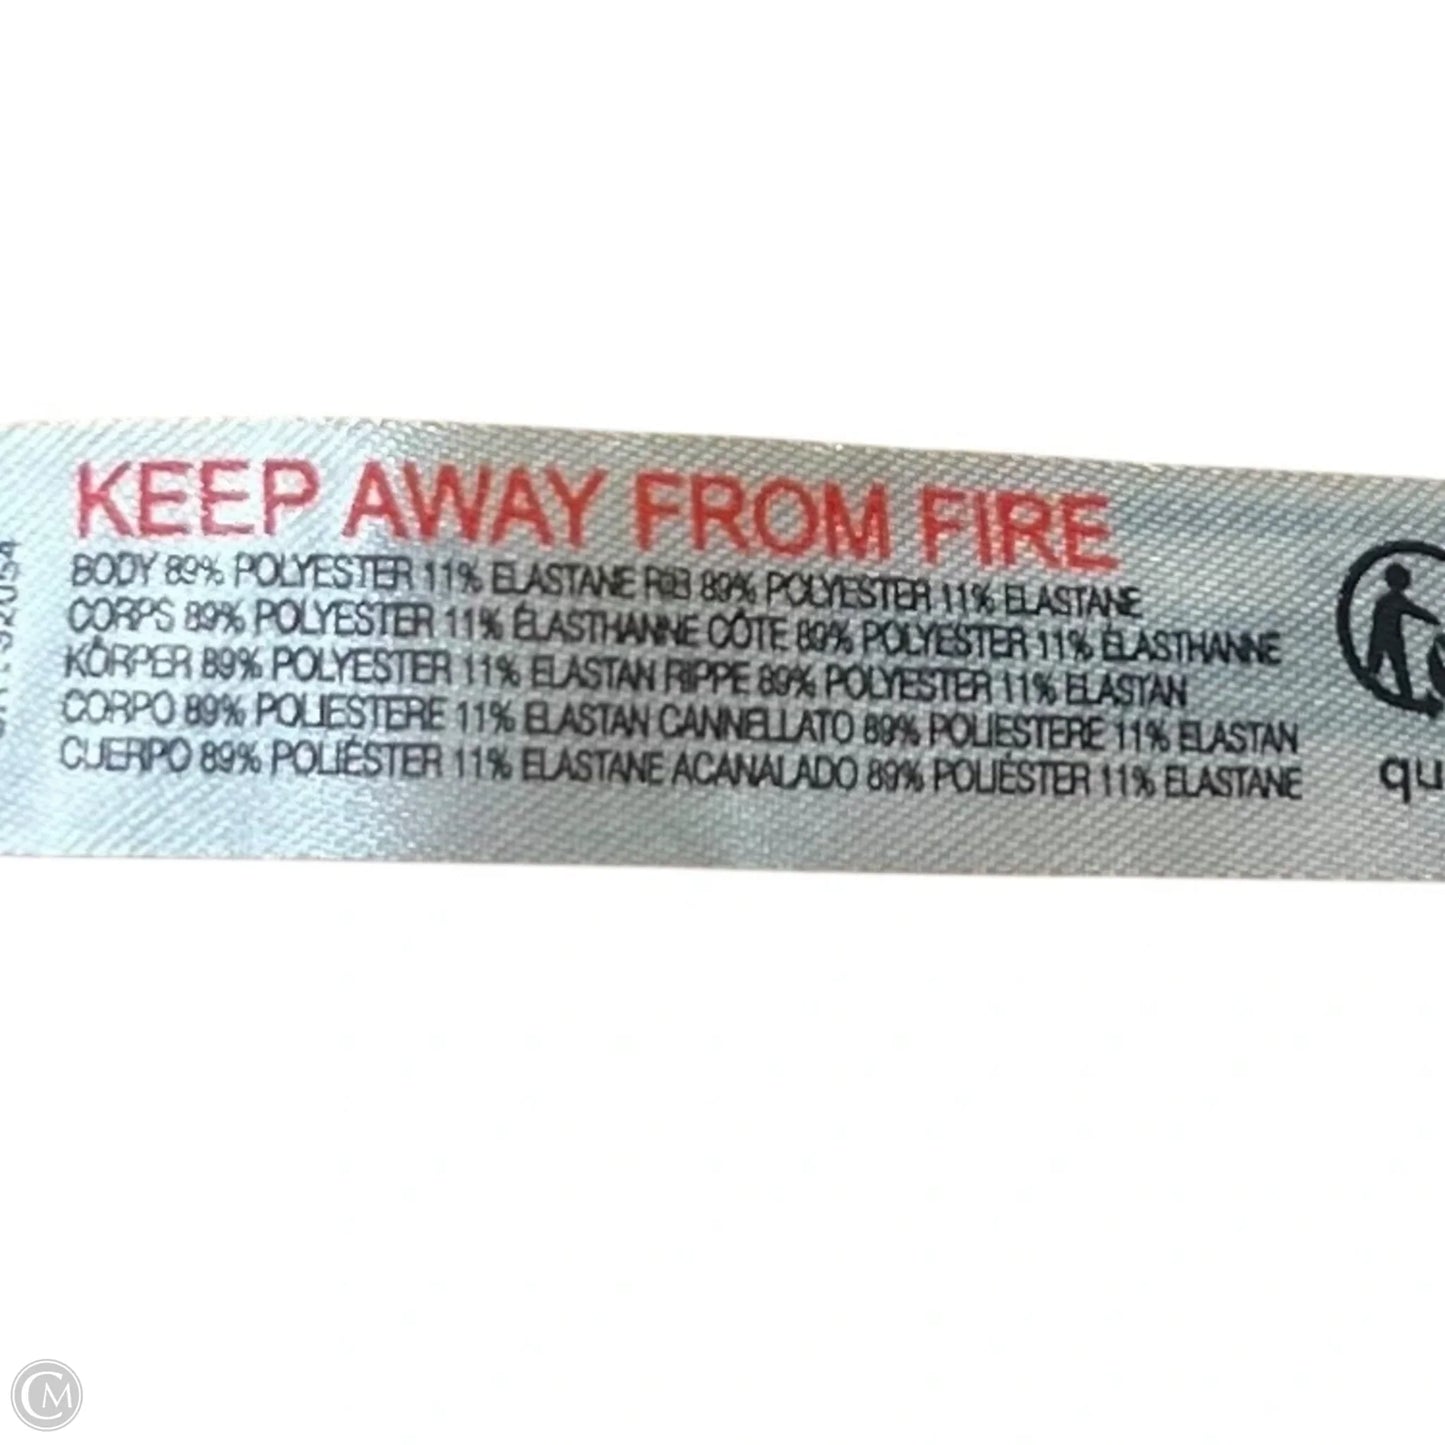 KEEP AWAY FROM FIRE
BODY 89% POLYESTER 11% ELASTANE RIB 89% POLYESTER 11% ELASTANE
CORPS 89% POLYESTER 11% ÉLASTHANNE CÔTE 89% POLYESTER 11% ÉLASTHANNE
KÖRPER 89% POLYESTER 11% ELASTAN RIPPE 89% POLYESTER 11% ELASTAN
CORPO 89% POLIESTERE 11% ELASTAN CANNELLATO 89% POLIESTERE 11% ELASTAN
CUERPO 89% POLIÉSTER 11% ELASTANE ACANALADO 89% POLIÉSTER 11% ELASTANE
qu
CM